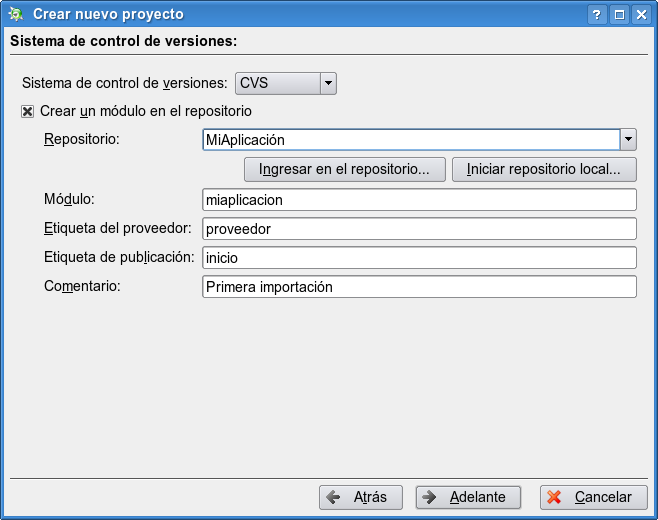 Crear nuevo proyecto
Sistema de control de versiones:
Sistema de control de versiones: CVS
Crear un módulo en el repositorio
Repositorio: MiAplicación
Ingresar en el repositorio... Iniciar repositorio local...
Módulo: miaplicacion
Etiqueta del proveedor: proveedor
Etiqueta de publicación: inicio
Comentario: Primera importación
Atrás Adelante Cancelar